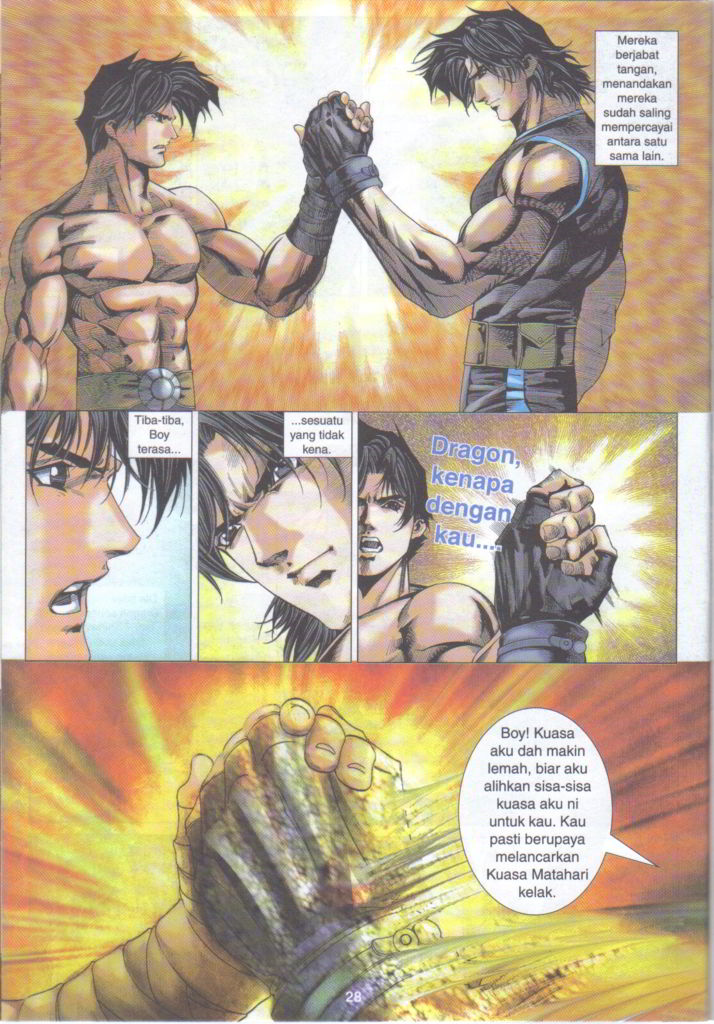 Mereka
berjabat
tangan,
menandakan
mereka
sudah saling
mempercayai
antara satu
sama lain.
Tiba-tiba,
Boy
terasa...
...sesuatu
yang tidak
kena.
Dragon,
kenapa
dengan
kau....
Boy! Kuasa
aku dah makin
lemah, biar aku
alihkan sisa-sisa
kuasa aku ni
untuk kau. Kau
pasti berupaya
melancarkan
Kuasa Matahari
kelak.
28